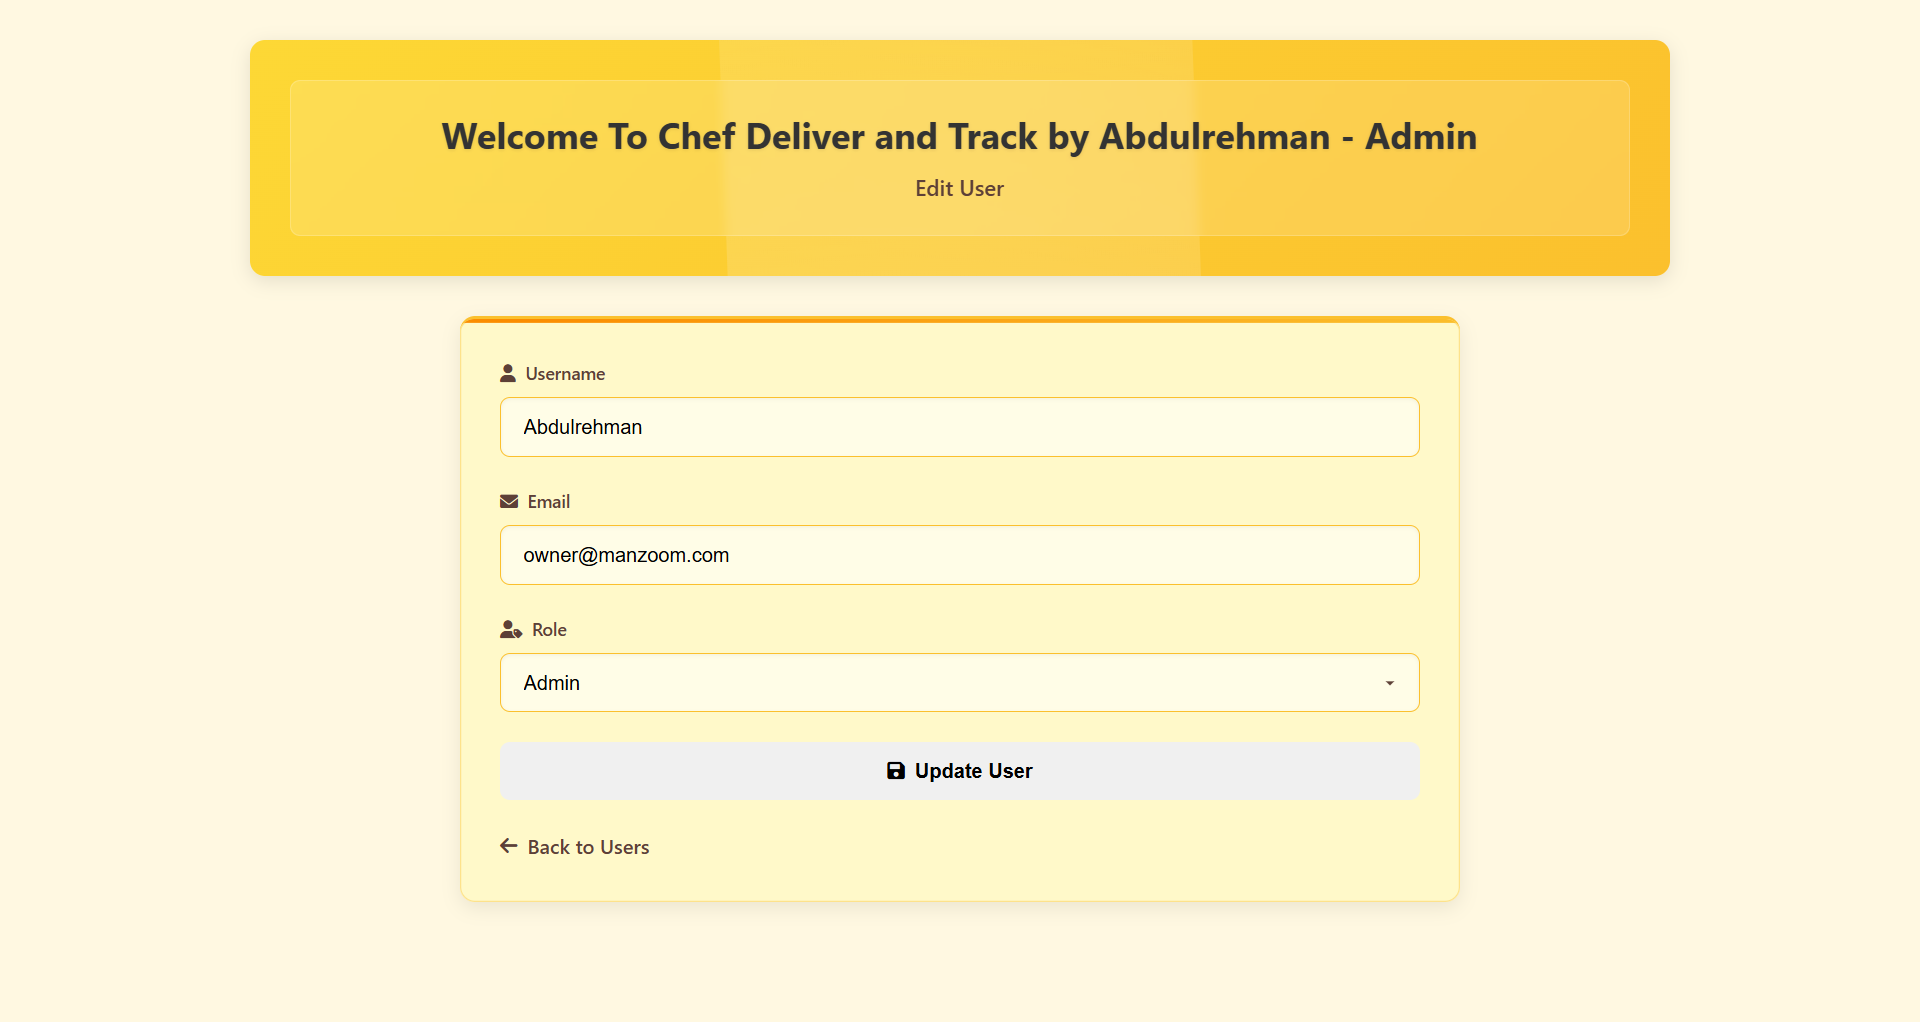 Welcome To Chef Deliver and Track by Abdulrehman - Admin
Edit User
Username
Abdulrehman
Email
owner@manzoom.com
Role
Admin
Update User
Back to Users